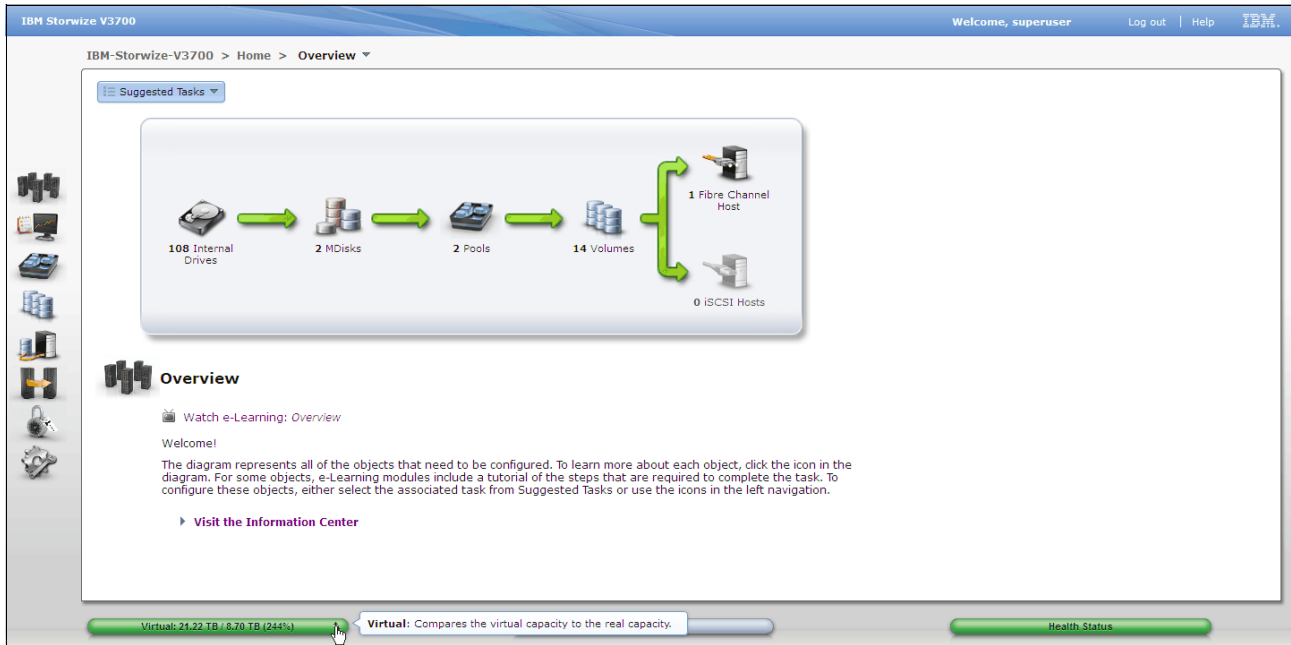 IBM Storwize V3700
Welcome, superuser
Log out | Help
IBM.
IBM-Storwize-V3700 > Home > Overview
Suggested Tasks
108 Internal
Drives
2 MDisks
2 Pools
14 Volumes
1 Fibre Channel
Host
0 iSCSI Hosts
Overview
Watch e-Learning: Overview
Welcome!
The diagram represents all of the objects that need to be configured. To learn more about each object, click the icon in the
diagram. For some objects, e-Learning modules include a tutorial of the steps that are required to complete the task. To
configure these objects, either select the associated task from Suggested Tasks or use the icons in the left navigation.
Visit the Information Center
Virtual: 21.22 TB / 8.70 TB (244%)
Virtual: Compares the virtual capacity to the real capacity.
Health Status